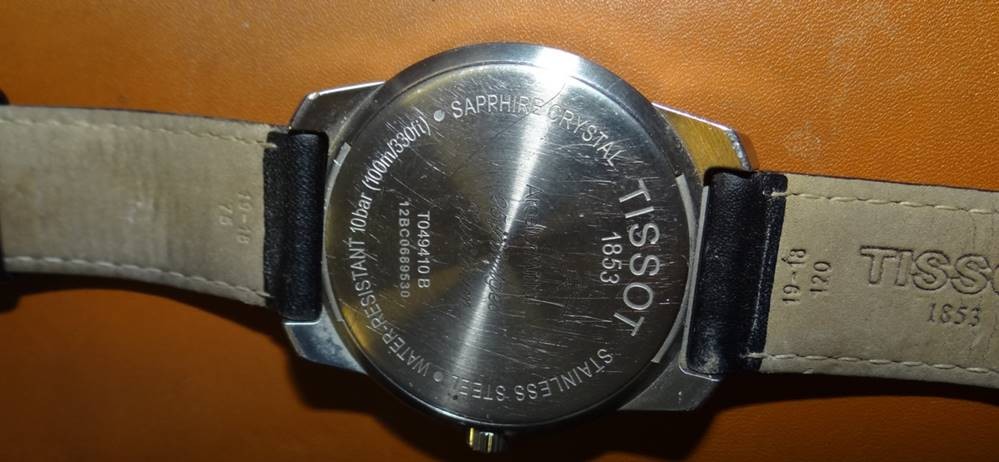 TISSOT
1853
STAINLESS STEEL • WATER-RESISTANT 10bar (100m/330ft) • SAPPHIRE CRYSTAL
T049410 B
12BC0689530
19-18
75
19-18
120
TISSO
1853